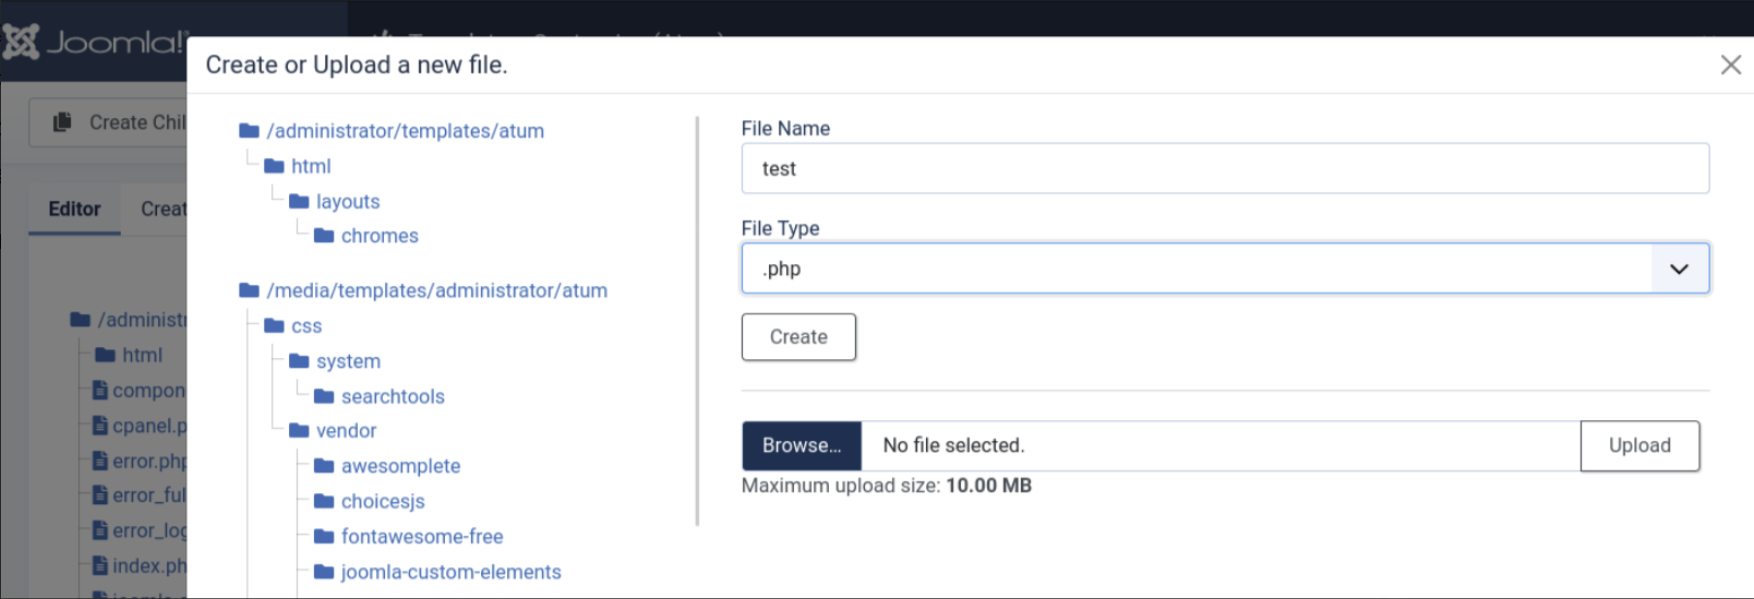 Joomla!
Create or Upload a new file.
Create Chil
Editor
Creat
/administr
html
compon
cpanel.p
error.php
error_ful
error_log
index.ph
/administrator/templates/atum
html
layouts
chromes
/media/templates/administrator/atum
css
system
searchtools
vendor
awesomplete
choicesjs
fontawesome-free
joomla-custom-elements
File Name
test
File Type
.php
Create
Browse... No file selected. Upload
Maximum upload size: 10.00 MB